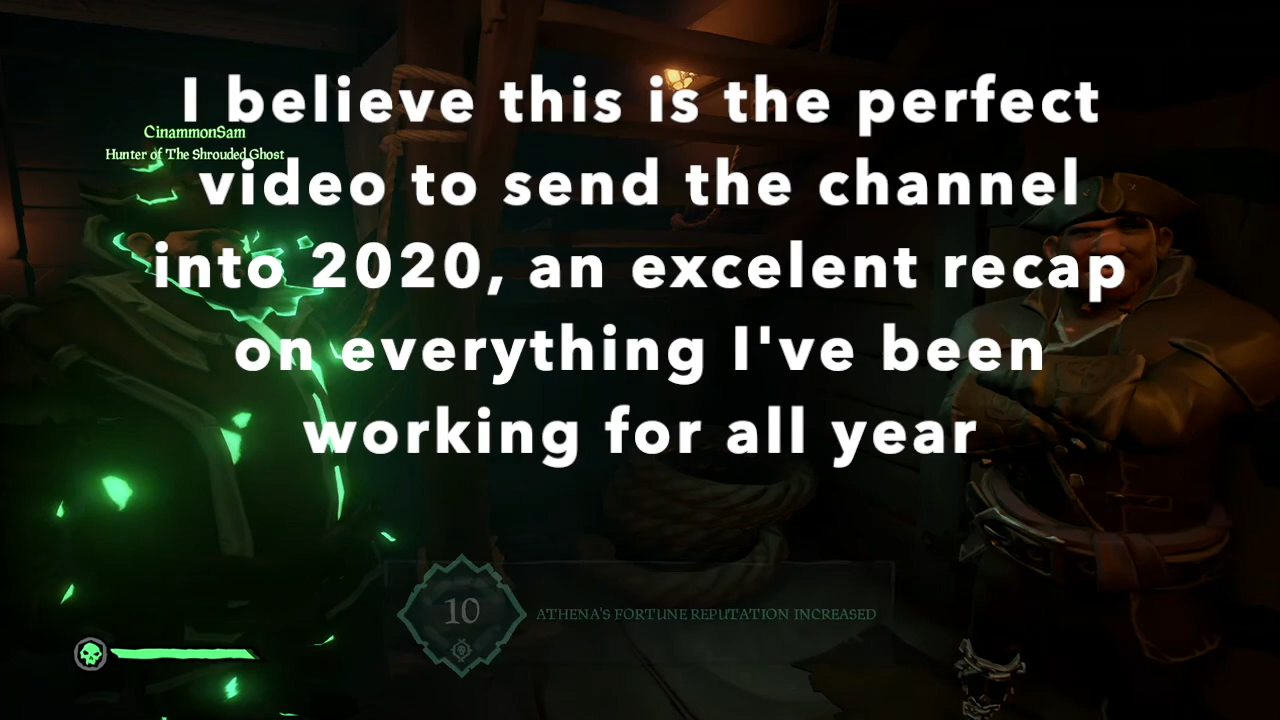 I believe this is the perfect
CinammonSam
Hunter of The Shrouded Ghost
video to send the channel
into 2020, an excelent recap
on everything I've been
working for all year
10
ATHENA'S FORTUNE REPUTATION INCREASED